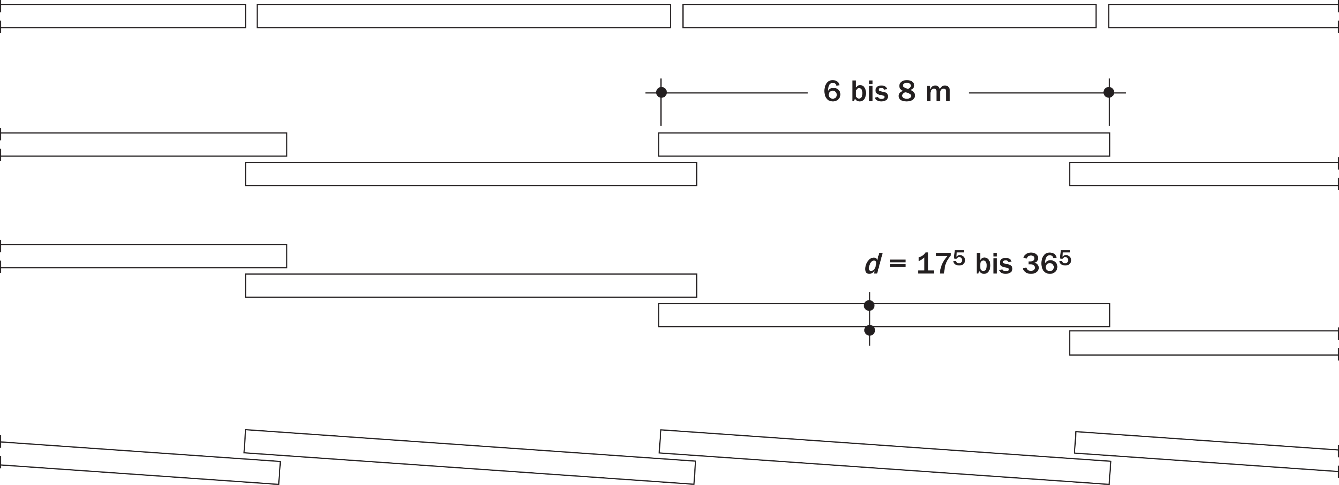 6 bis 8 m
d = 17⁵ bis 36⁵